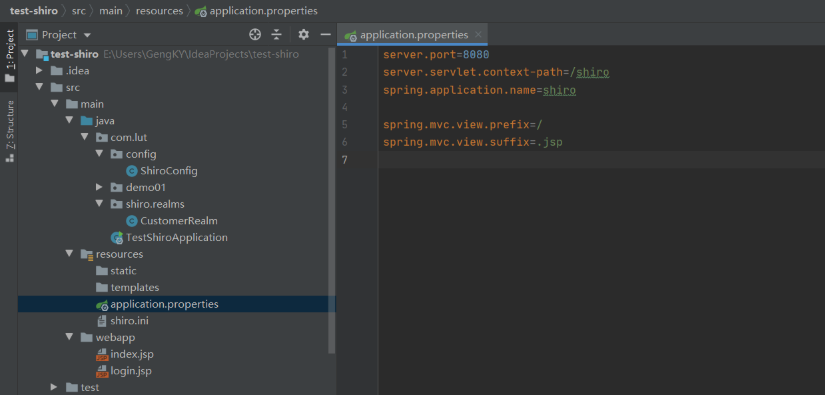 test-shiro 〉 src 〉 main 〉 resources 〉 application.properties
1: Project
Z: Structure
Project
test-shiro E:\Users\GengKY\IdeaProjects\test-shiro
.idea
src
main
java
com.lut
config
ShiroConfig
demo01
shiro.realms
CustomerRealm
TestShiroApplication
resources
static
templates
application.properties
shiro.ini
webapp
index.jsp
login.jsp
test
application.properties
1 server.port=8080
2 server.servlet.context-path=/shiro
3 spring.application.name=shiro
4
5 spring.mvc.view.prefix=/
6 spring.mvc.view.suffix=.jsp
7